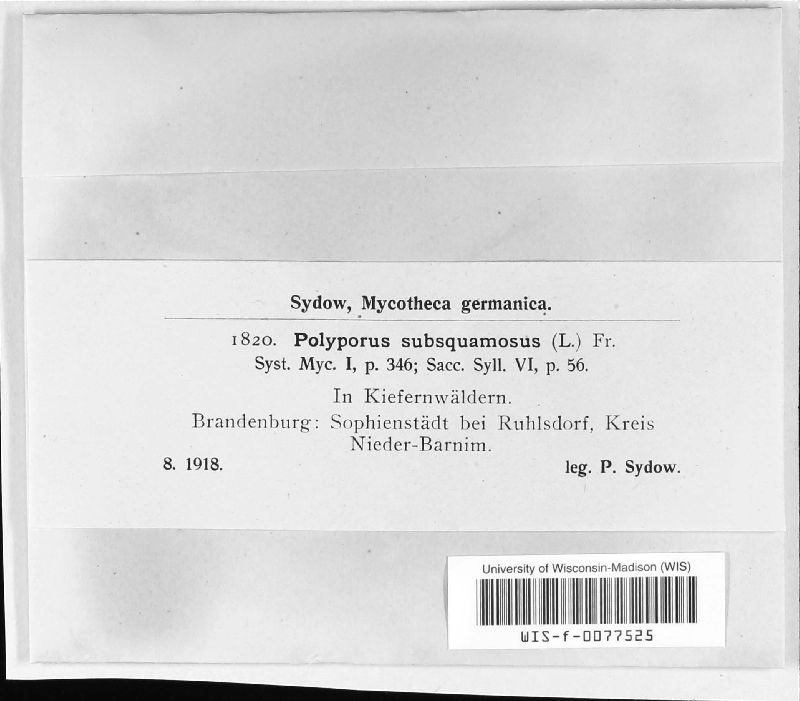 Sydow, Mycotheca germanica.
1820. Polyporus subsquamosus (L.) Fr.
Syst. Myc. I, p. 346; Sacc. Syll. VI, p. 56.
In Kiefernwäldern.
Brandenburg: Sophienstädt bei Ruhlsdorf, Kreis
Nieder-Barnim.
8. 1918. leg. P. Sydow.
University of Wisconsin-Madison (WIS)
WIS-f-0077525